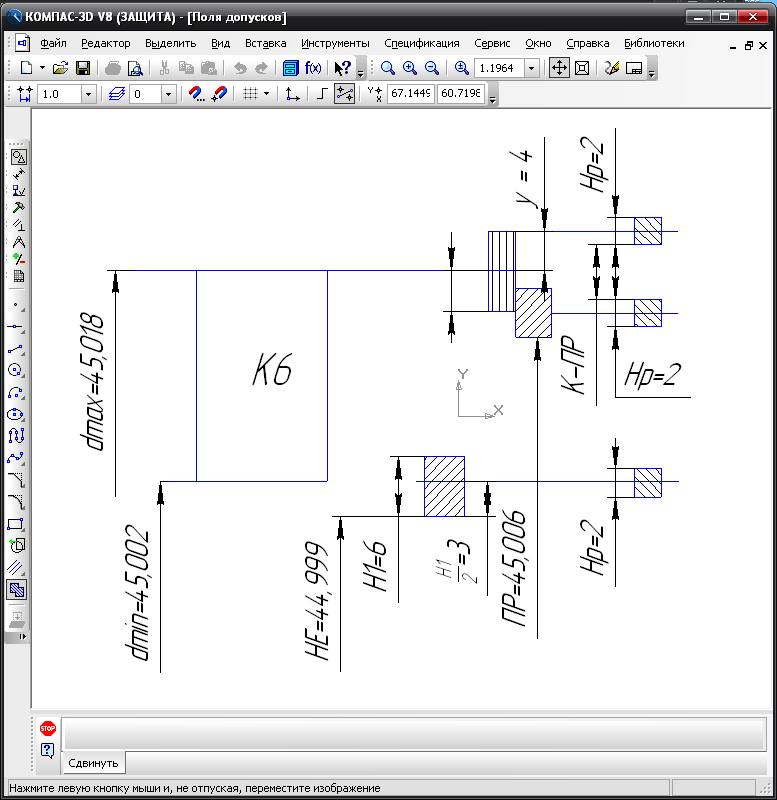 КОМПАС-3D V8 (ЗАЩИТА) - [Поля допусков]
Файл Редактор Выделить Вид Вставка Инструменты Спецификация Сервис Окно Справка Библиотеки
f(x) 1.1964
1.0 0 67.1449 60.7198
y = 4
Hp=2
dmax=45,018
К6
К-ПР
Hp=2
Y
X
dmin=45,002
НЕ=44,999
H1=6
H1/2=3
ПР=45,006
Hp=2
STOP
Сдвинуть
Нажмите левую кнопку мыши и, не отпуская, переместите изображение